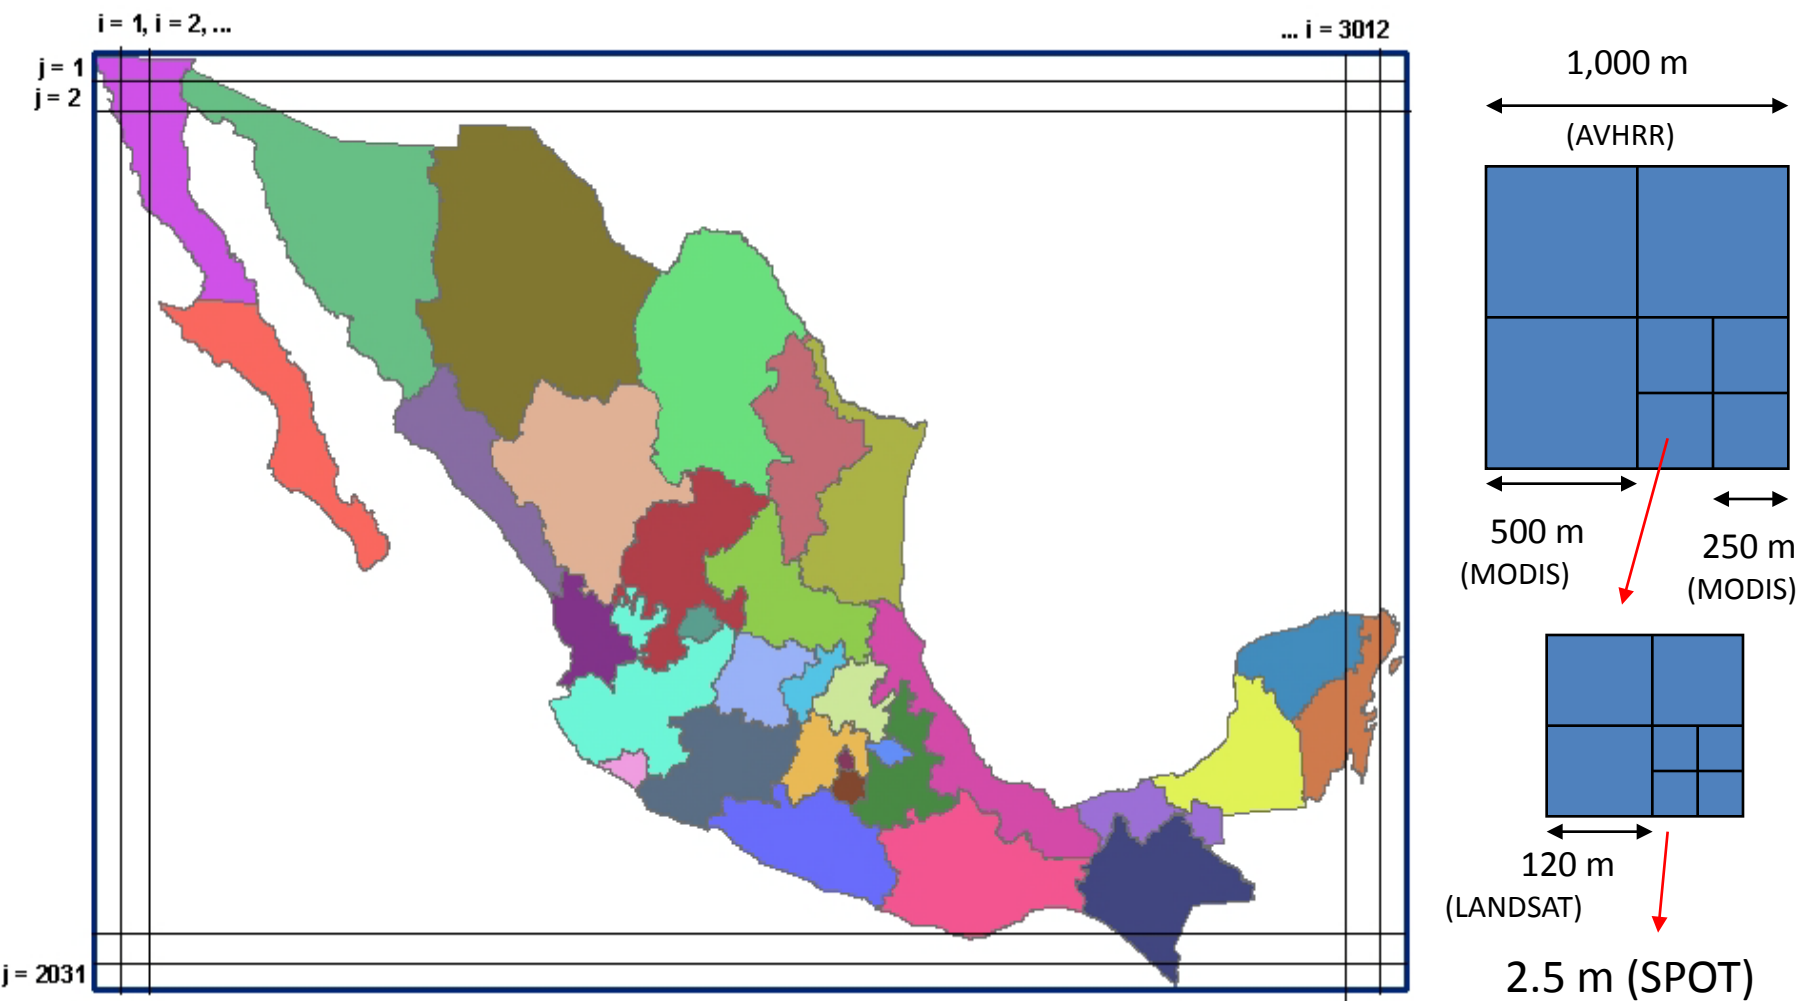 i = 1, i = 2, ...
... i = 3012
j = 1
j = 2
j = 2031
1,000 m
(AVHRR)
500 m
(MODIS)
250 m
(MODIS)
120 m
(LANDSAT)
2.5 m (SPOT)